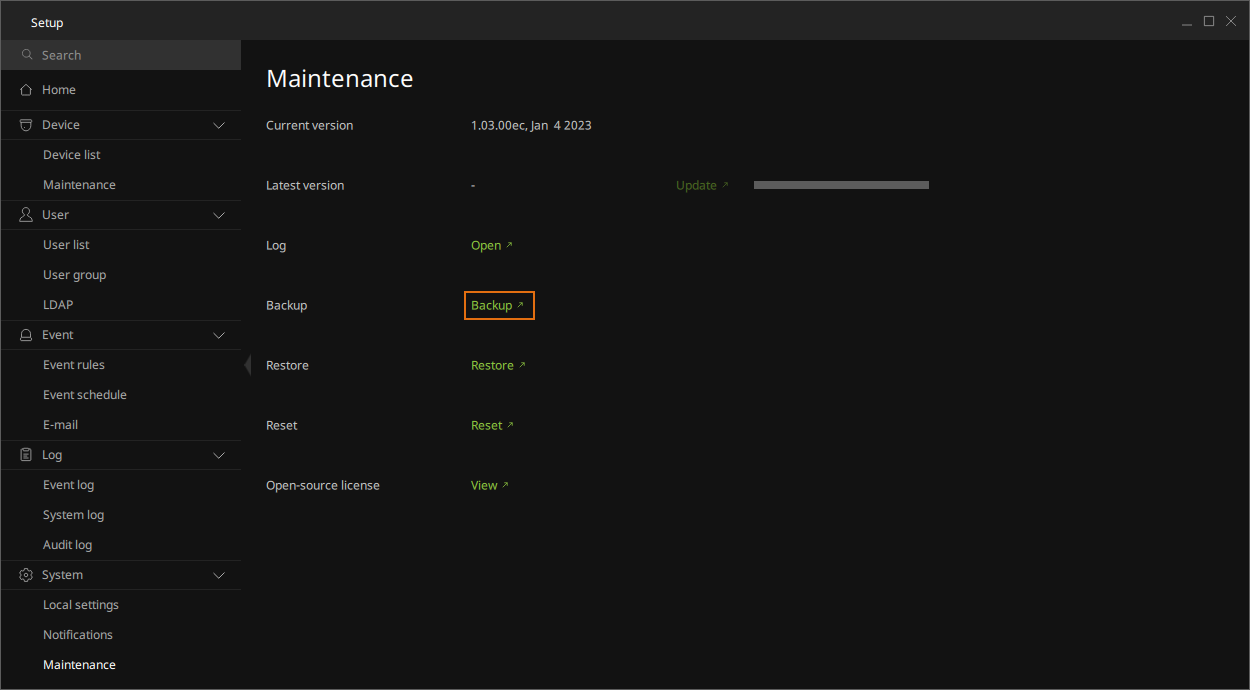 Setup
Search
Home
Device
Device list
Maintenance
User
User list
User group
LDAP
Event
Event rules
Event schedule
E-mail
Log
Event log
System log
Audit log
System
Local settings
Notifications
Maintenance
Maintenance
Current version 1.03.00ec, Jan  4 2023
Latest version - Update
Log Open
Backup Backup
Restore Restore
Reset Reset
Open-source license View